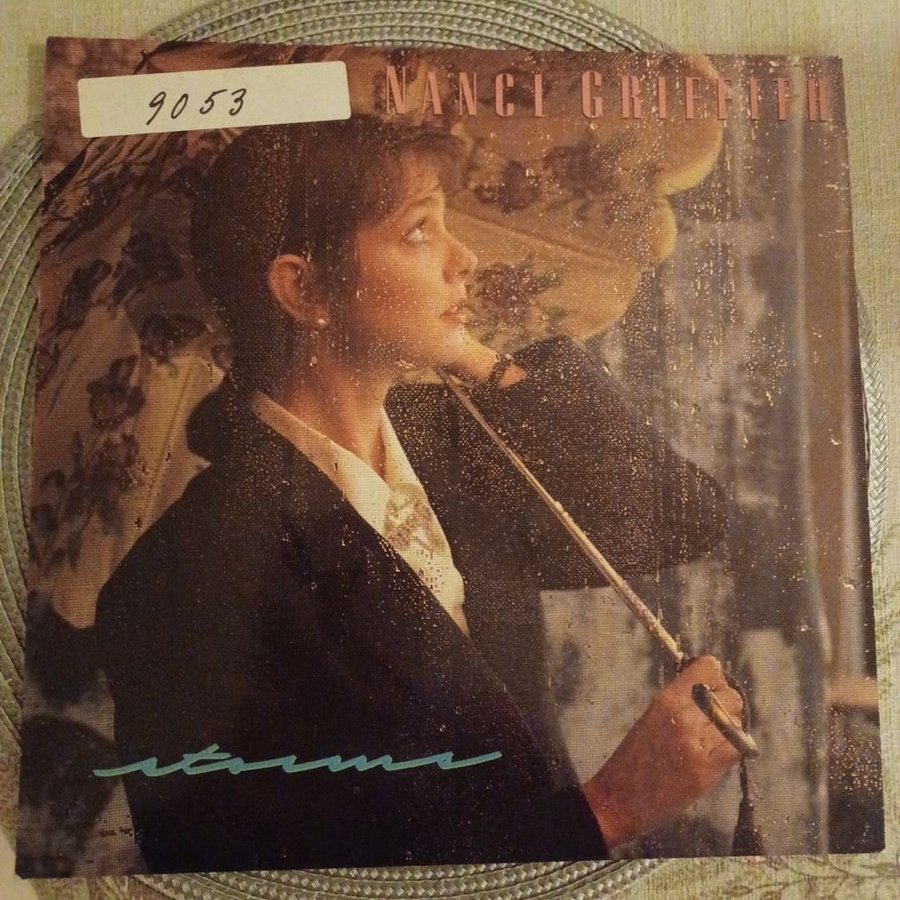 9053
NANCI GRIFFITH
storms